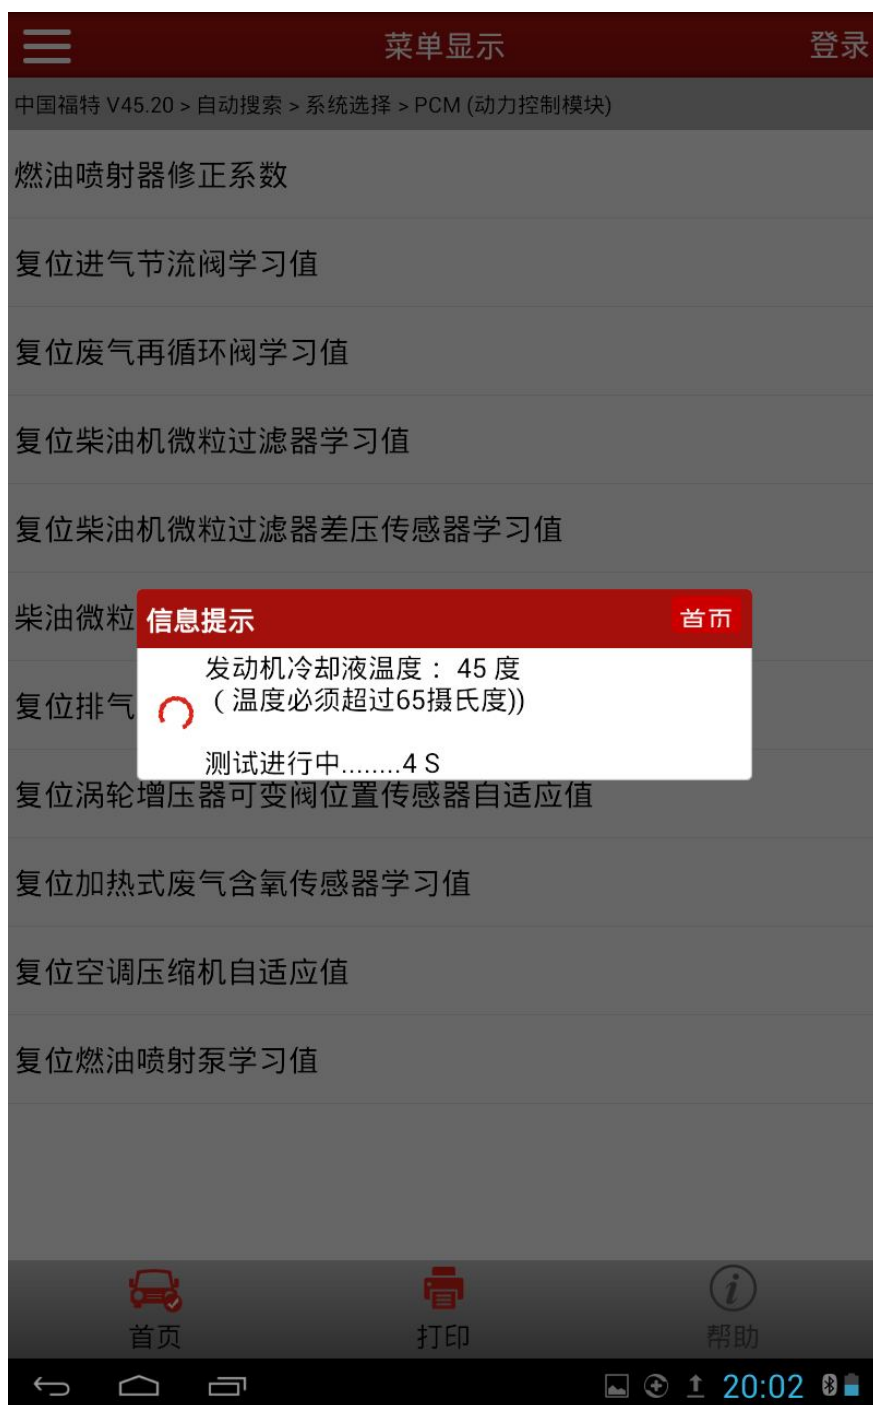 菜单显示
登录
中国福特 V45.20 > 自动搜索 > 系统选择 > PCM (动力控制模块)
燃油喷射器修正系数
复位进气节流阀学习值
复位废气再循环阀学习值
复位柴油机微粒过滤器学习值
复位柴油机微粒过滤器差压传感器学习值
柴油微粒
信息提示
首页
发动机冷却液温度： 45 度
（温度必须超过65摄氏度))
复位排气
测试进行中........4 S
复位涡轮增压器可变阀位置传感器自适应值
复位加热式废气含氧传感器学习值
复位空调压缩机自适应值
复位燃油喷射泵学习值
首页
打印
帮助
20:02